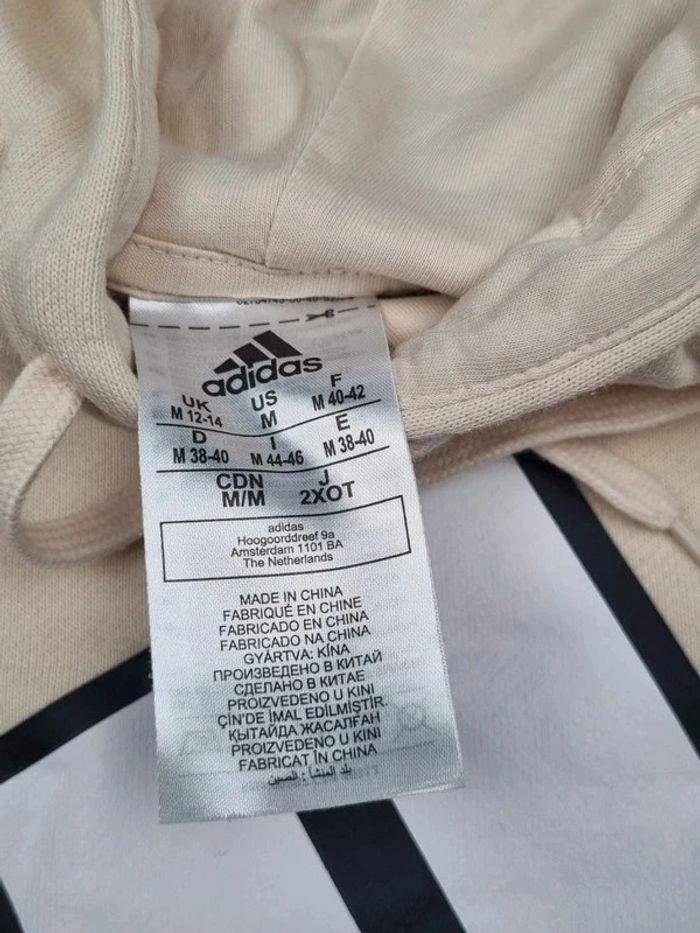 adidas
UK US F
M 12-14 M M 40-42
D I E
M 38-40 M 44-46 M 38-40
CDN J
M/M 2XOT
adidas
Hoogoorddreef 9a
Amsterdam 1101 BA
The Netherlands
MADE IN CHINA
FABRIQUÉ EN CHINE
FABRICADO EN CHINA
FABRICADO NA CHINA
GYÁRTVA: KÍNA
ПРОИЗВЕДЕНО В КИТАЙ
СДЕЛАНО В КИТАЕ
PROIZVEDENO U KINI
ÇİN'DE İMAL EDİLMİŞTİR.
ҚЫТАЙДА ЖАСАЛҒАН
PROIZVEDENO U KINI
FABRICAT ÎN CHINA
بلد المنشأ : الصين